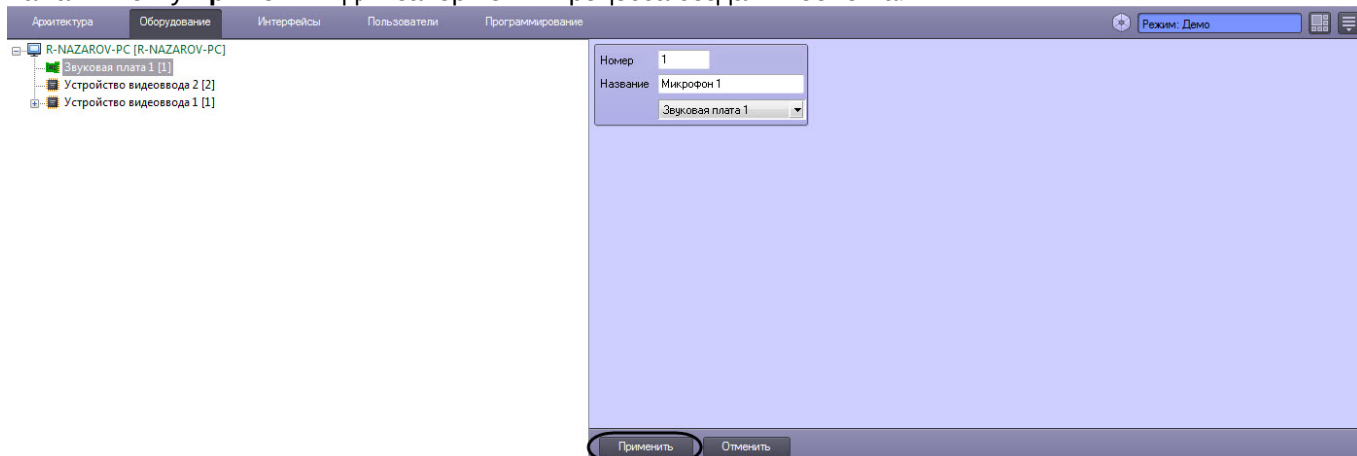 Архитектура Оборудование Интерфейсы Пользователи Программирование Режим: Демо
R-NAZAROV-PC [R-NAZAROV-PC]
Звуковая плата 1 [1]
Устройство видеоввода 2 [2]
Устройство видеоввода 1 [1]
Номер 1
Название Микрофон 1
Звуковая плата 1
Применить Отменить